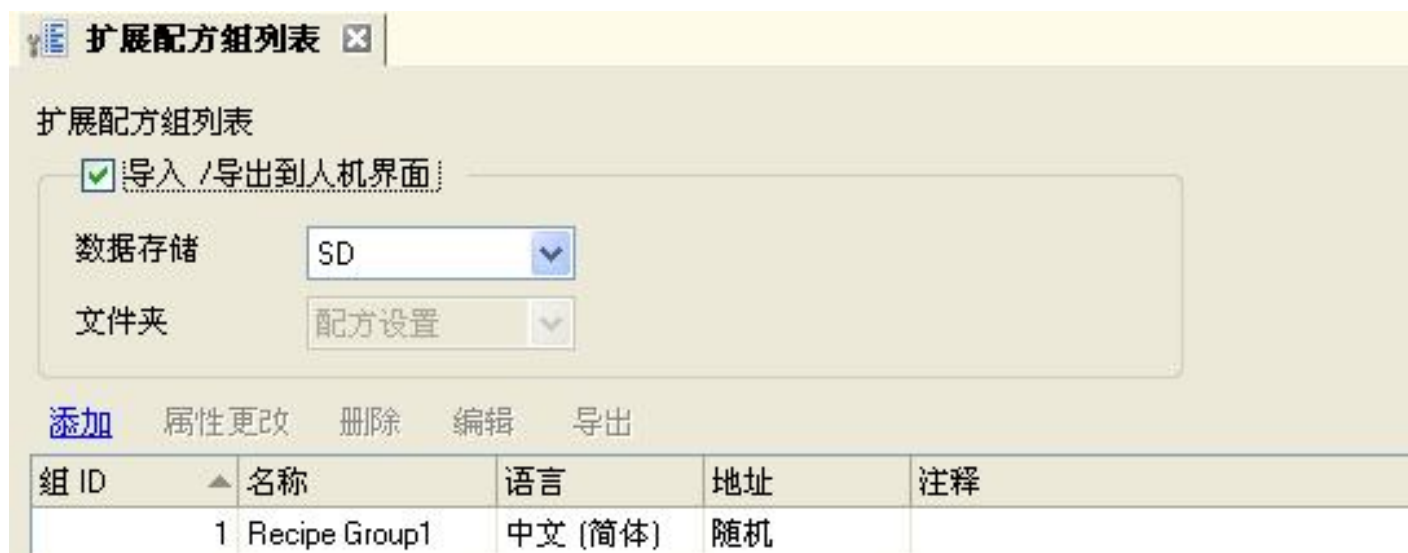 扩展配方组列表
扩展配方组列表
导入 /导出到人机界面
数据存储 SD
文件夹 配方设置
添加 属性更改 删除 编辑 导出
组 ID 名称 语言 地址 注释
1 Recipe Group1 中文 (简体) 随机